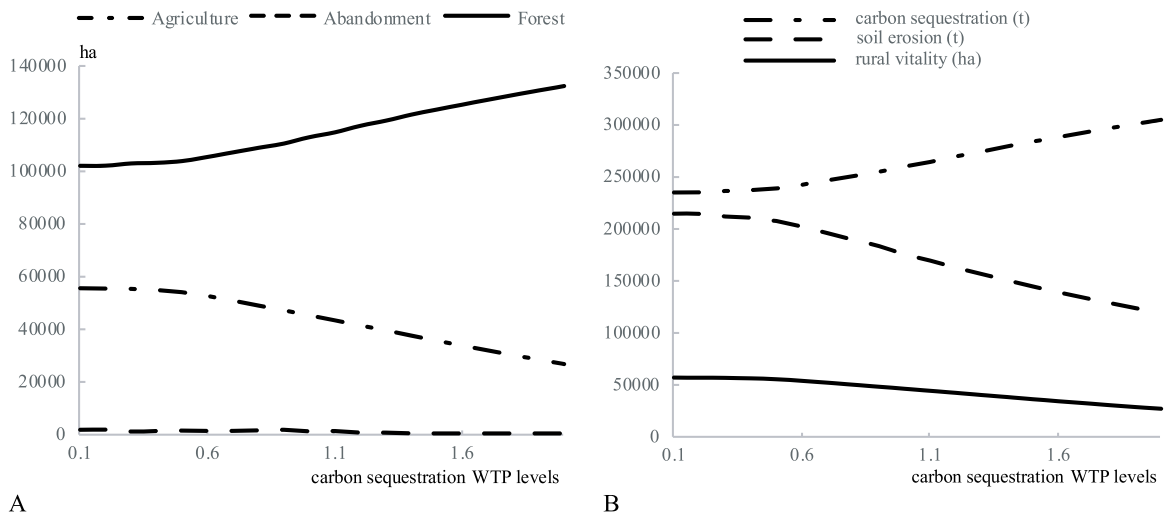 Agriculture Abandonment Forest
ha
140000
120000
100000
80000
60000
40000
20000
0
0.1 0.6 1.1 1.6
carbon sequestration WTP levels
A
carbon sequestration (t)
soil erosion (t)
rural vitality (ha)
350000
300000
250000
200000
150000
100000
50000
0
0.1 0.6 1.1 1.6
carbon sequestration WTP levels
B